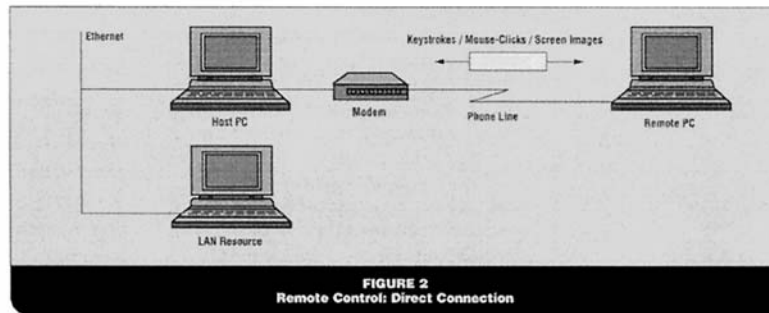 Ethernet
Keystrokes / Mouse-Clicks / Screen Images
Host PC
Modem
Phone Line
Remote PC
LAN Resource
FIGURE 2
Remote Control: Direct Connection